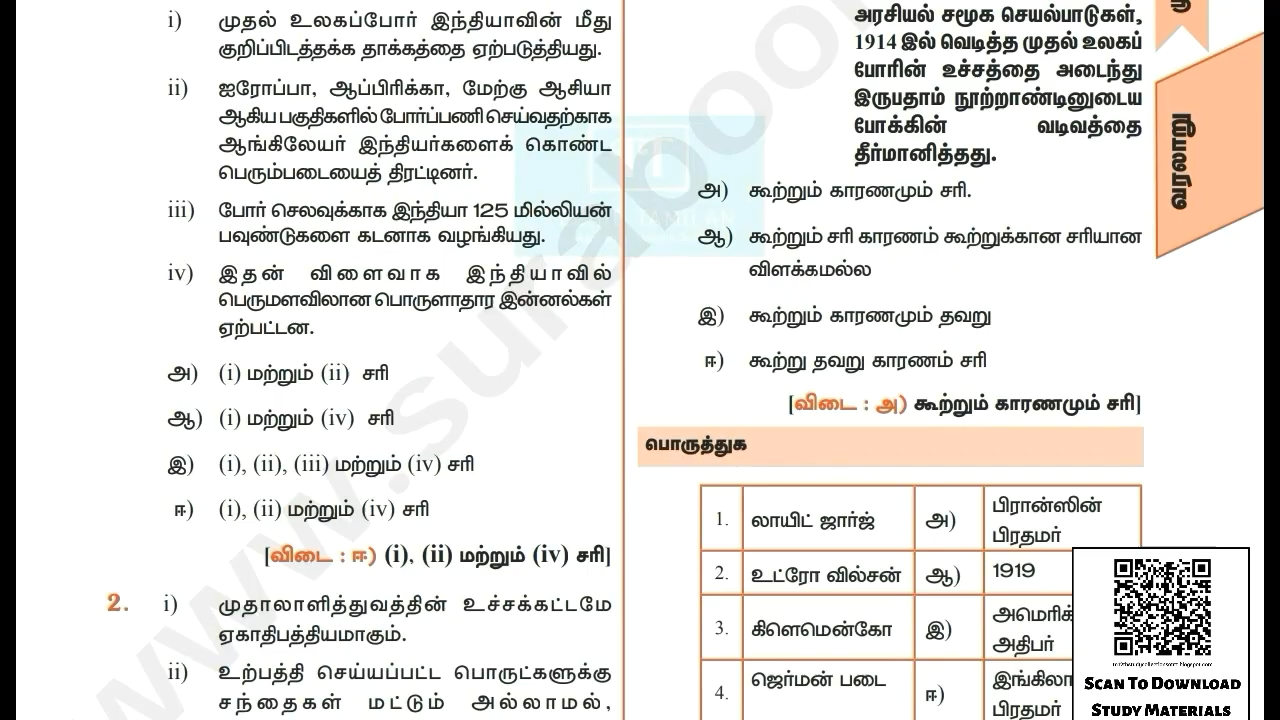 i) முதல் உலகப்போர் இந்தியாவின் மீது
குறிப்பிடத்தக்க தாக்கத்தை ஏற்படுத்தியது.
ii) ஐரோப்பா, ஆப்பிரிக்கா, மேற்கு ஆசியா
ஆகிய பகுதிகளில் போர்ப்பணி செய்வதற்காக
ஆங்கிலேயர் இந்தியர்களைக் கொண்ட
பெரும்படையைத் திரட்டினர்.
iii) போர் செலவுக்காக இந்தியா 125 மில்லியன்
பவுண்டுகளை கடனாக வழங்கியது.
iv) இதன் விளைவாக இந்தியாவில்
பெருமளவிலான பொருளாதார இன்னல்கள்
ஏற்பட்டன.
அ) (i) மற்றும் (ii) சரி
ஆ) (i) மற்றும் (iv) சரி
இ) (i), (ii), (iii) மற்றும் (iv) சரி
ஈ) (i), (ii) மற்றும் (iv) சரி
[விடை : ஈ) (i), (ii) மற்றும் (iv) சரி]
2. i) முதாலாளித்துவத்தின் உச்சக்கட்டமே
ஏகாதிபத்தியமாகும்.
ii) உற்பத்தி செய்யப்பட்ட பொருட்களுக்கு
சந்தைகள் மட்டும் அல்லாமல்,
அரசியல் சமூக செயல்பாடுகள்,
1914 இல் வெடித்த முதல் உலகப்
போரின் உச்சத்தை அடைந்து
இருபதாம் நூற்றாண்டினுடைய
போக்கின் வடிவத்தை
தீர்மானித்தது.
அ) கூற்றும் காரணமும் சரி.
ஆ) கூற்றும் சரி காரணம் கூற்றுக்கான சரியான
விளக்கமல்ல
இ) கூற்றும் காரணமும் தவறு
ஈ) கூற்று தவறு காரணம் சரி
[விடை : அ) கூற்றும் காரணமும் சரி]
பொருத்துக
1. லாயிட் ஜார்ஜ் அ) பிரான்ஸின்
பிரதமர்
2. உட்ரோ வில்சன் ஆ) 1919
3. கிளெமென்கோ இ) அமெரிக்
அதிபர்
4. ஜெர்மன் படை ஈ) இங்கிலா
பிரதமர்
வரலாறு
www.suraboo
TAMILAN
SCAN TO DOWNLOAD
STUDY MATERIALS